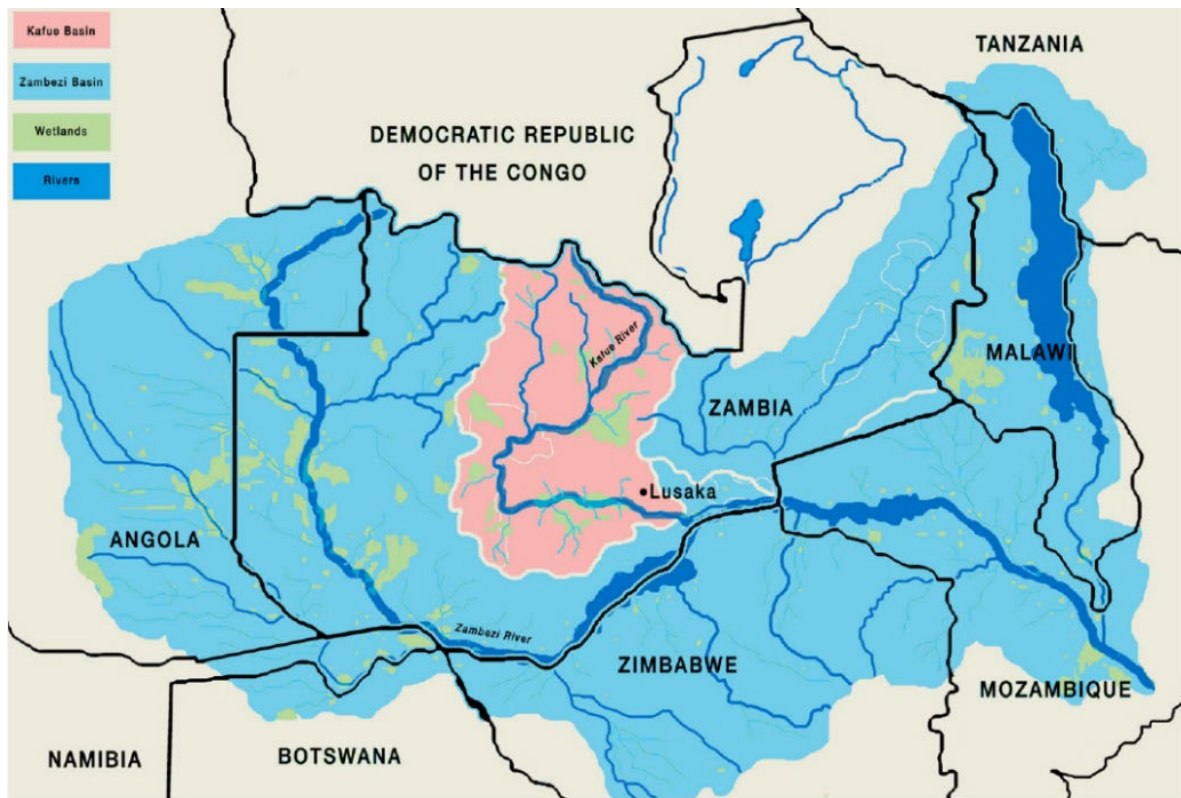 Kafue Basin
Zambezi Basin
Wetlands
Rivers
TANZANIA
DEMOCRATIC REPUBLIC
OF THE CONGO
Kafue River
MALAWI
ZAMBIA
Lusaka
ANGOLA
Zambezi River
ZIMBABWE
MOZAMBIQUE
NAMIBIA
BOTSWANA